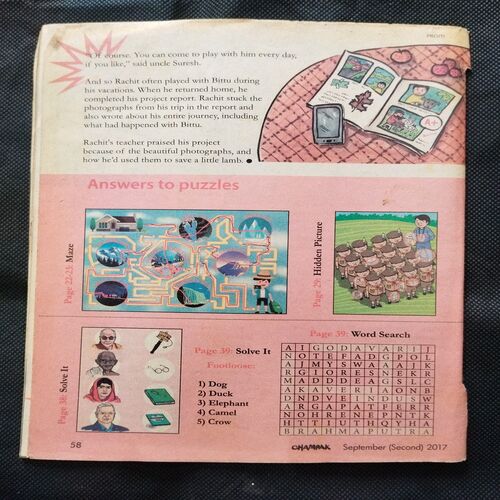 PROITI
"Of course. You can come to play with him every day,
if you like," said uncle Suresh.
And so Rachit often played with Bittu during
his vacations. When he returned home, he
completed his project report. Rachit stuck the
photographs from his trip in the report and
also wrote about his entire journey, including
what had happened with Bittu.
Rachit's teacher praised his project
because of the beautiful photographs, and
how he'd used them to save a little lamb.
A+
Answers to puzzles
Page 22-23: Maze
Page 29: Hidden Picture
Page 38: Solve It
Page 39: Solve It
Footloose:
1) Dog
2) Duck
3) Elephant
4) Camel
5) Crow
Page 39: Word Search
A I G O D A V A R I J
N O T E F A D G P O L
A J M Y S W A A A J K
R G I O R E S N E K R
M A D D D E A G S L C
A K A V E R I A O N B
D N D V E I N D U S W
A R G A P A T F E R R
O H R E N E P N T K
H T T I U T H Q Y H A
B R A H M A P U T R A
58
CHAMPAK
September (Second) 2017